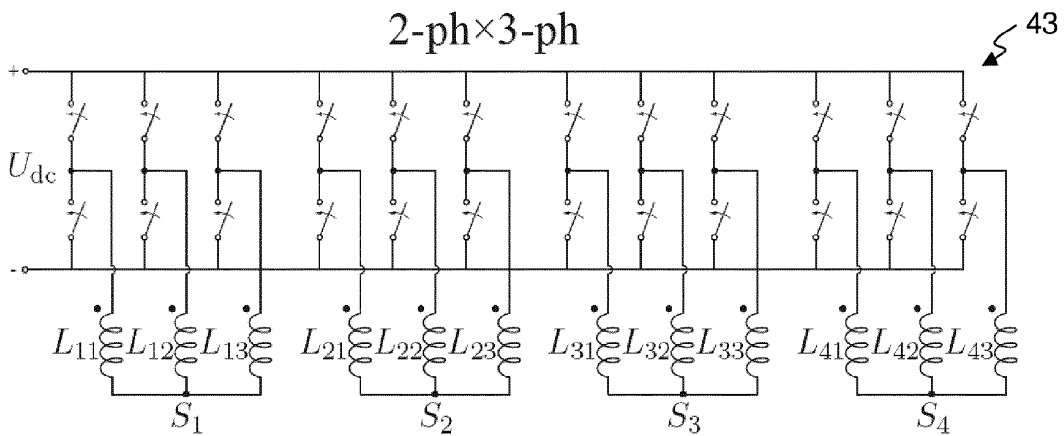 2-ph×3-ph
43
+
U_dc
-
L_11 L_12 L_13 L_21 L_22 L_23 L_31 L_32 L_33 L_41 L_42 L_43
S_1 S_2 S_3 S_4